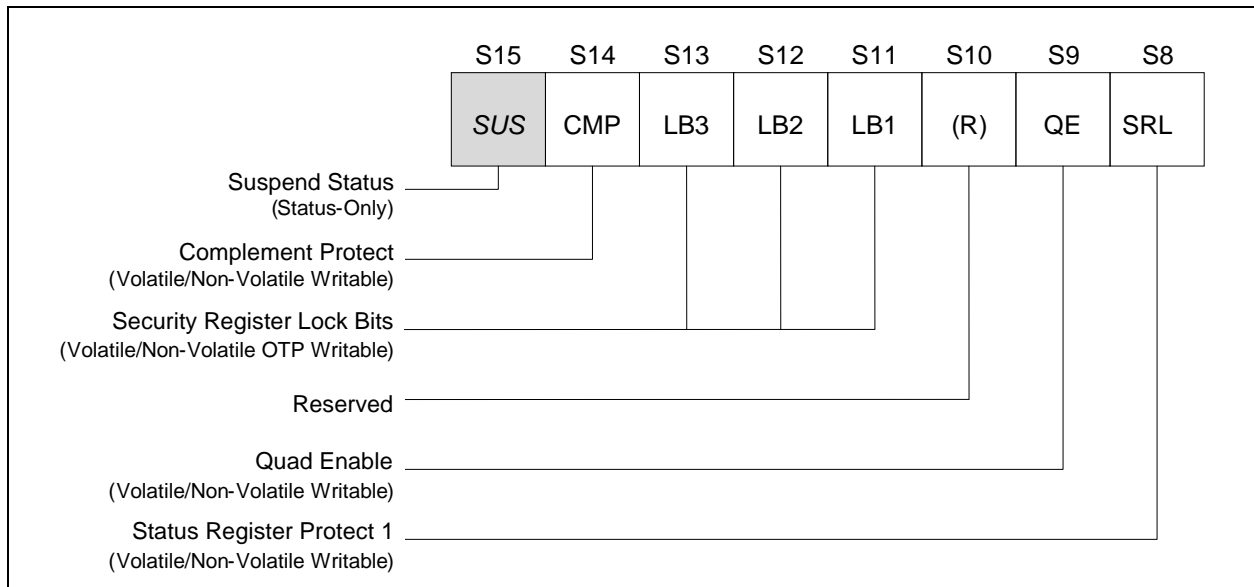 S15 S14 S13 S12 S11 S10 S9 S8
SUS CMP LB3 LB2 LB1 (R) QE SRL
Suspend Status
(Status-Only)
Complement Protect
(Volatile/Non-Volatile Writable)
Security Register Lock Bits
(Volatile/Non-Volatile OTP Writable)
Reserved
Quad Enable
(Volatile/Non-Volatile Writable)
Status Register Protect 1
(Volatile/Non-Volatile Writable)